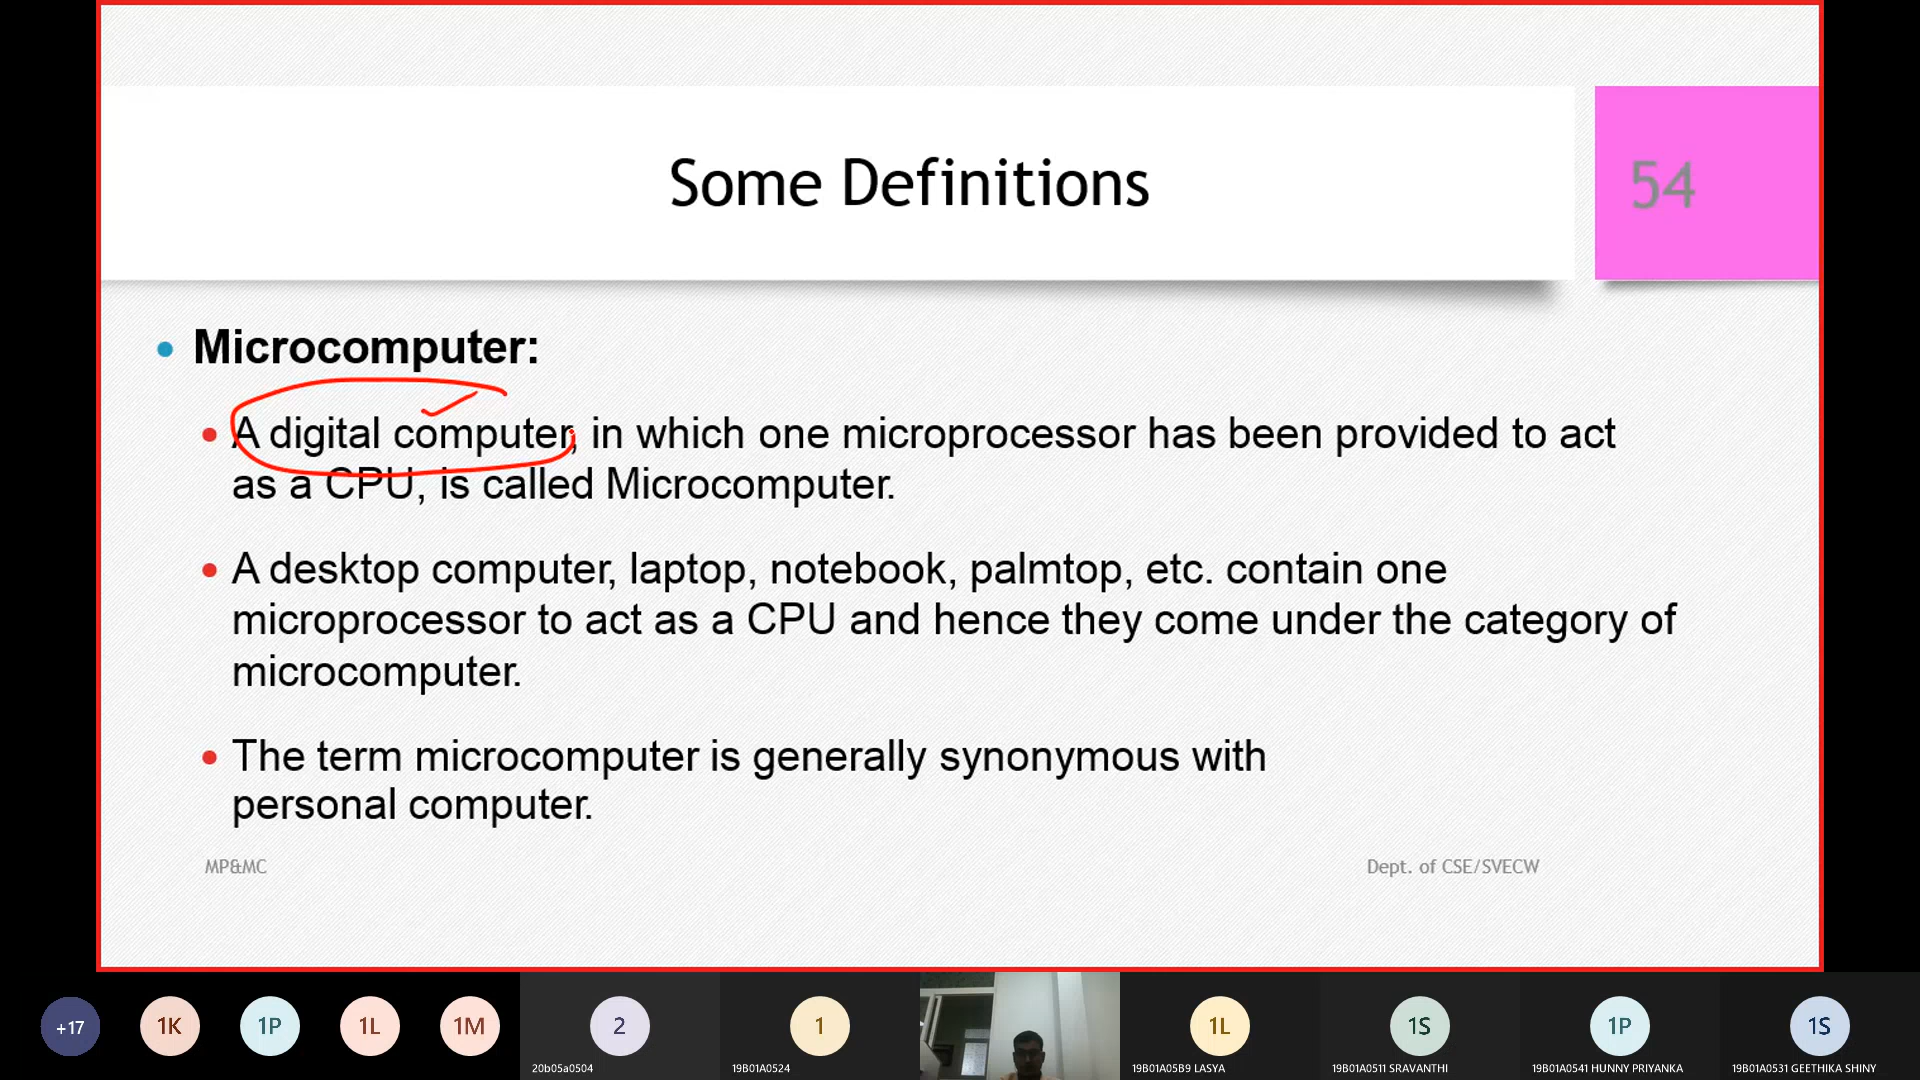 Some Definitions
54
Microcomputer:
A digital computer, in which one microprocessor has been provided to act
as a CPU, is called Microcomputer.
A desktop computer, laptop, notebook, palmtop, etc. contain one
microprocessor to act as a CPU and hence they come under the category of
microcomputer.
The term microcomputer is generally synonymous with
personal computer.
MP&MC
Dept. of CSE/SVECW
+17
1K
1P
1L
1M
2
1
1L
1S
1P
1S
20b05a0504
19B01A0524
19B01A05B9 LASYA
19B01A0511 SRAVANTHI
19B01A0541 HUNNY PRIYANKA
19B01A0531 GEETHIKA SHINY